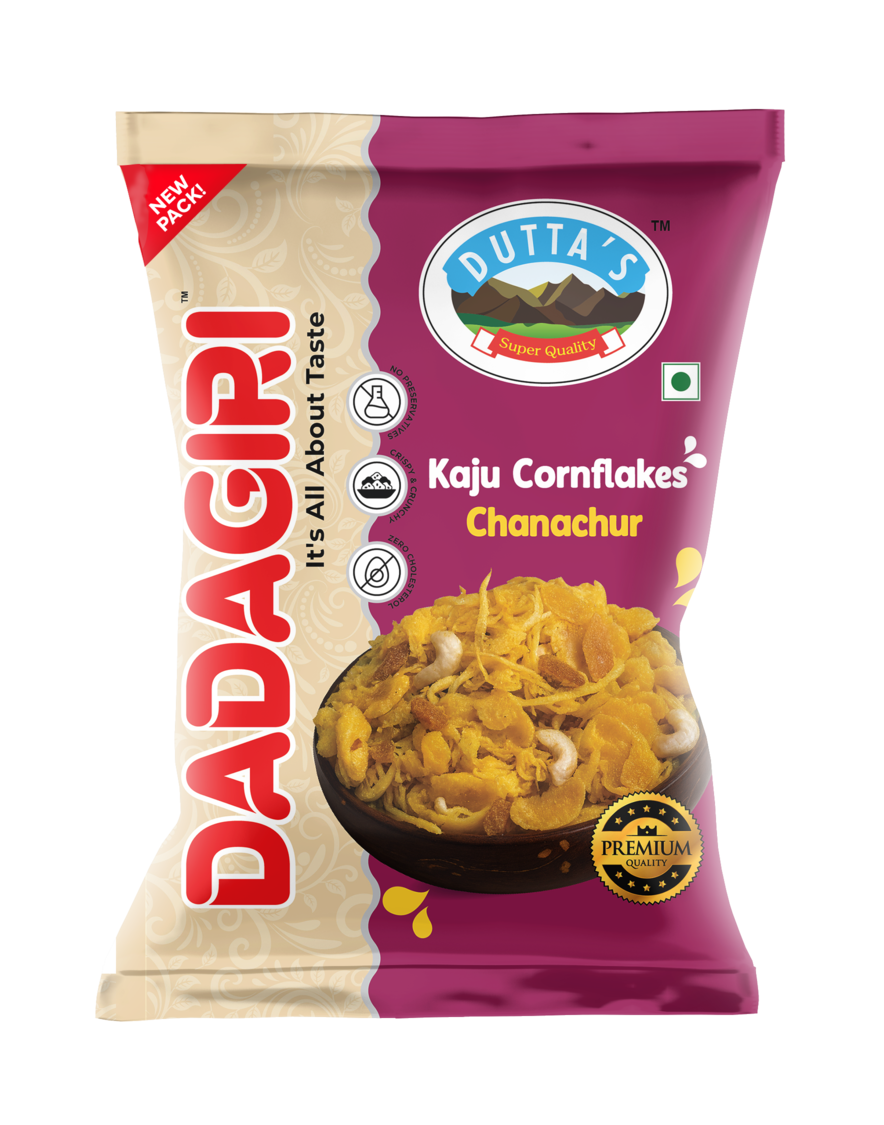 NEW
PACK!
DADAGIRI
TM
It's All About Taste
DUTTA'S
TM
Super Quality
NO PRESERVATIVES
CRISPY & CRUNCHY
ZERO CHOLESTEROL
Kaju Cornflakes
Chanachur
PREMIUM
QUALITY